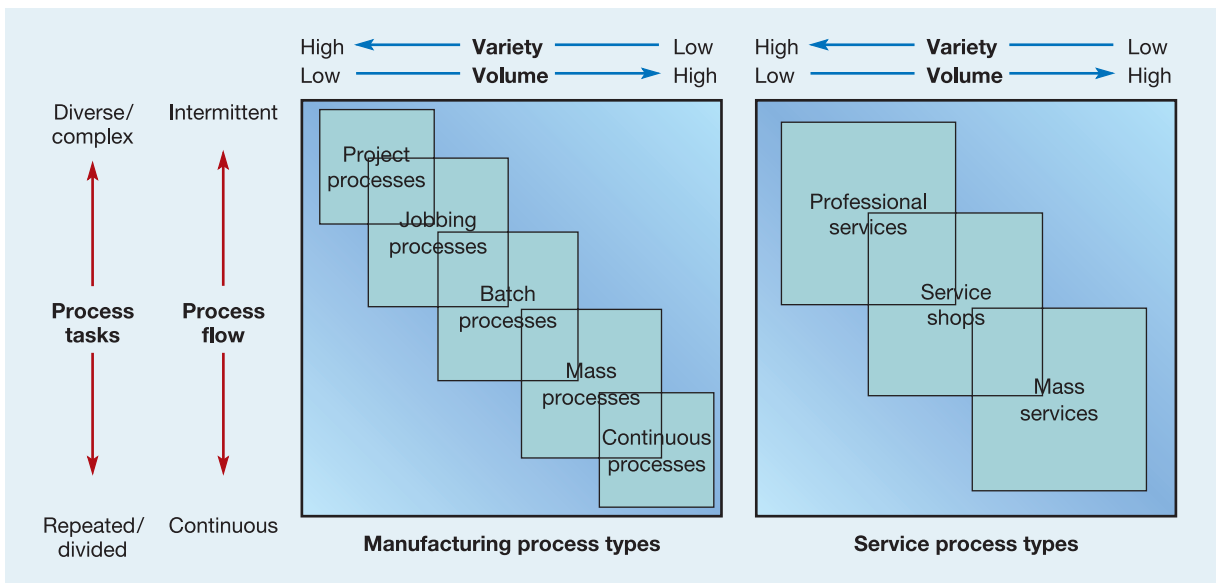 High Variety Low
Low Volume High
High Variety Low
Low Volume High
Diverse/
complex
Intermittent
Process
tasks
Process
flow
Repeated/
divided
Continuous
Project
processes
Jobbing
processes
Batch
processes
Mass
processes
Continuous
processes
Manufacturing process types
Professional
services
Service
shops
Mass
services
Service process types